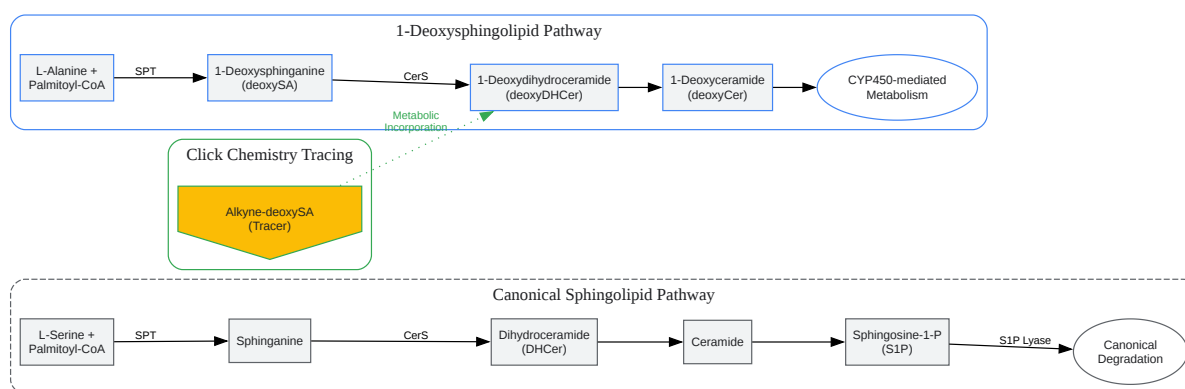 1-Deoxysphingolipid Pathway
L-Alanine +
Palmitoyl-CoA
SPT
1-Deoxysphinganine
(deoxySA)
CerS
1-Deoxydihydroceramide
(deoxyDHCer)
1-Deoxyceramide
(deoxyCer)
CYP450-mediated
Metabolism
Metabolic
Incorporation
Click Chemistry Tracing
Alkyne-deoxySA
(Tracer)
Canonical Sphingolipid Pathway
L-Serine +
Palmitoyl-CoA
SPT
Sphinganine
CerS
Dihydroceramide
(DHCer)
Ceramide
Sphingosine-1-P
(S1P)
S1P Lyase
Canonical
Degradation